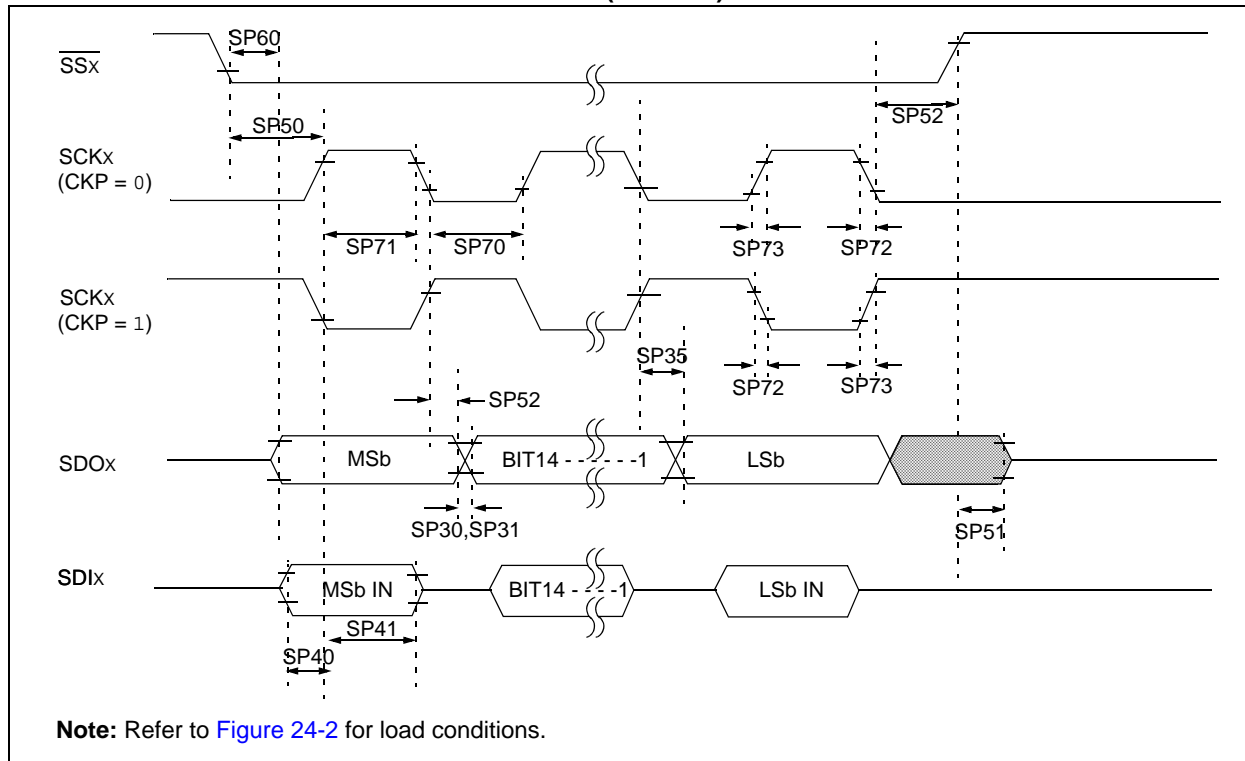 SP60
SSX
SP52
SP50
SCKX
(CKP = 0)
SP71
SP70
SP73
SP72
SCKX
(CKP = 1)
SP35
SP72
SP73
SP52
SDOX
MSb
BIT14 - - - - - -1
LSb
SP30,SP31
SP51
SDIX
MSb IN
BIT14 - - - -1
LSb IN
SP41
SP40
Note: Refer to Figure 24-2 for load conditions.